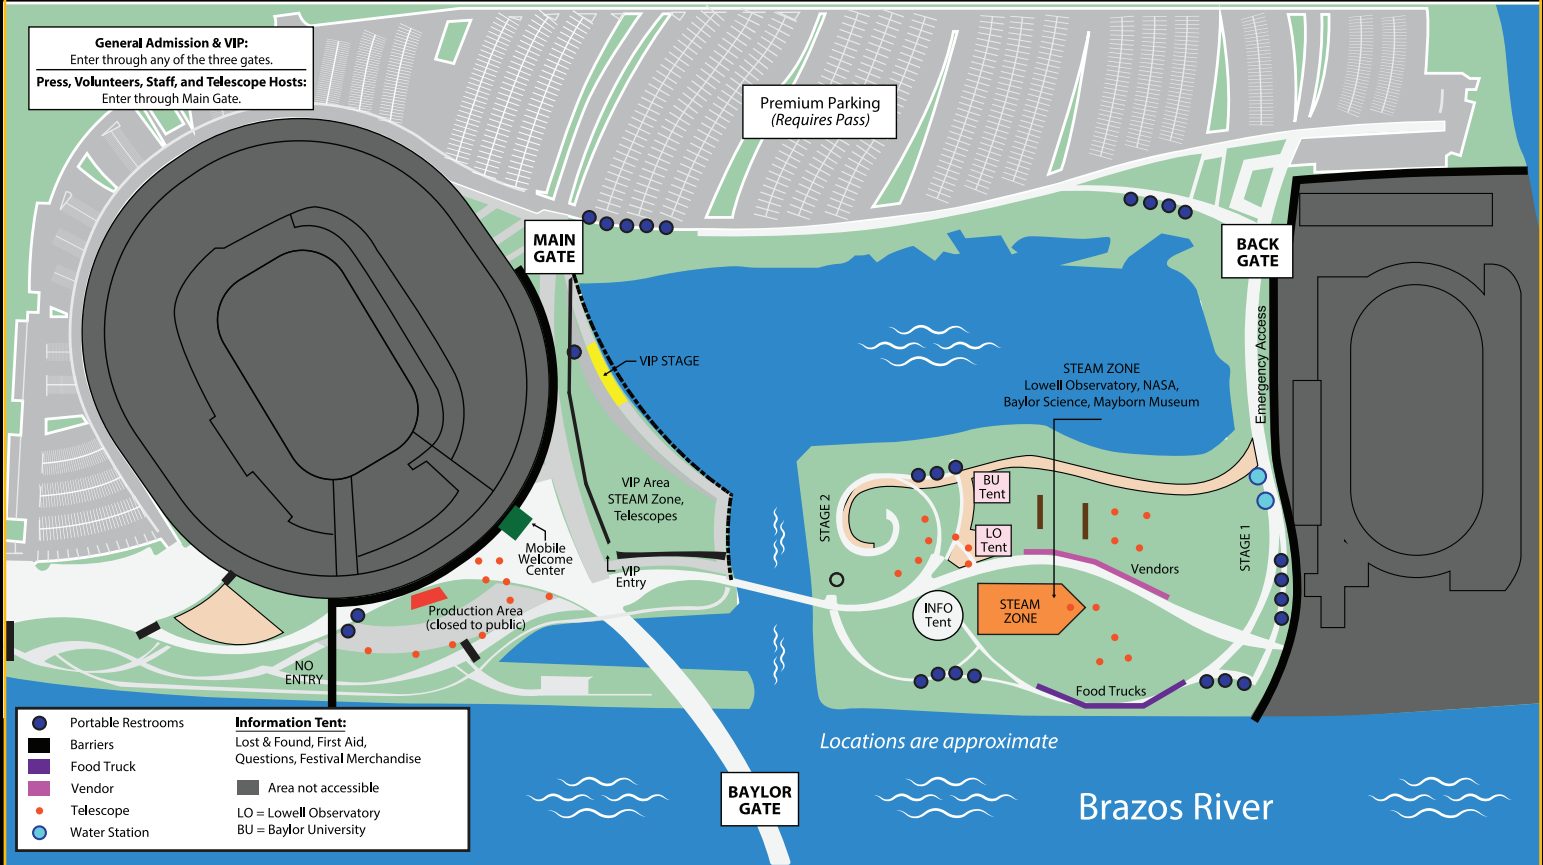 General Admission & VIP:
Enter through any of the three gates.
Press, Volunteers, Staff, and Telescope Hosts:
Enter through Main Gate.
Premium Parking
(Requires Pass)
MAIN
GATE
BACK
GATE
Emergency Access
VIP STAGE
STEAM ZONE
Lowell Observatory, NASA,
Baylor Science, Mayborn Museum
VIP Area
STEAM Zone,
Telescopes
STAGE 2
BU
Tent
LO
Tent
STAGE 1
Mobile
Welcome
Center
VIP
Entry
Vendors
Production Area
(closed to public)
INFO
Tent
STEAM
ZONE
NO
ENTRY
Food Trucks
Portable Restrooms
Barriers
Food Truck
Vendor
Telescope
Water Station
Information Tent:
Lost & Found, First Aid,
Questions, Festival Merchandise
Area not accessible
LO = Lowell Observatory
BU = Baylor University
Locations are approximate
BAYLOR
GATE
Brazos River